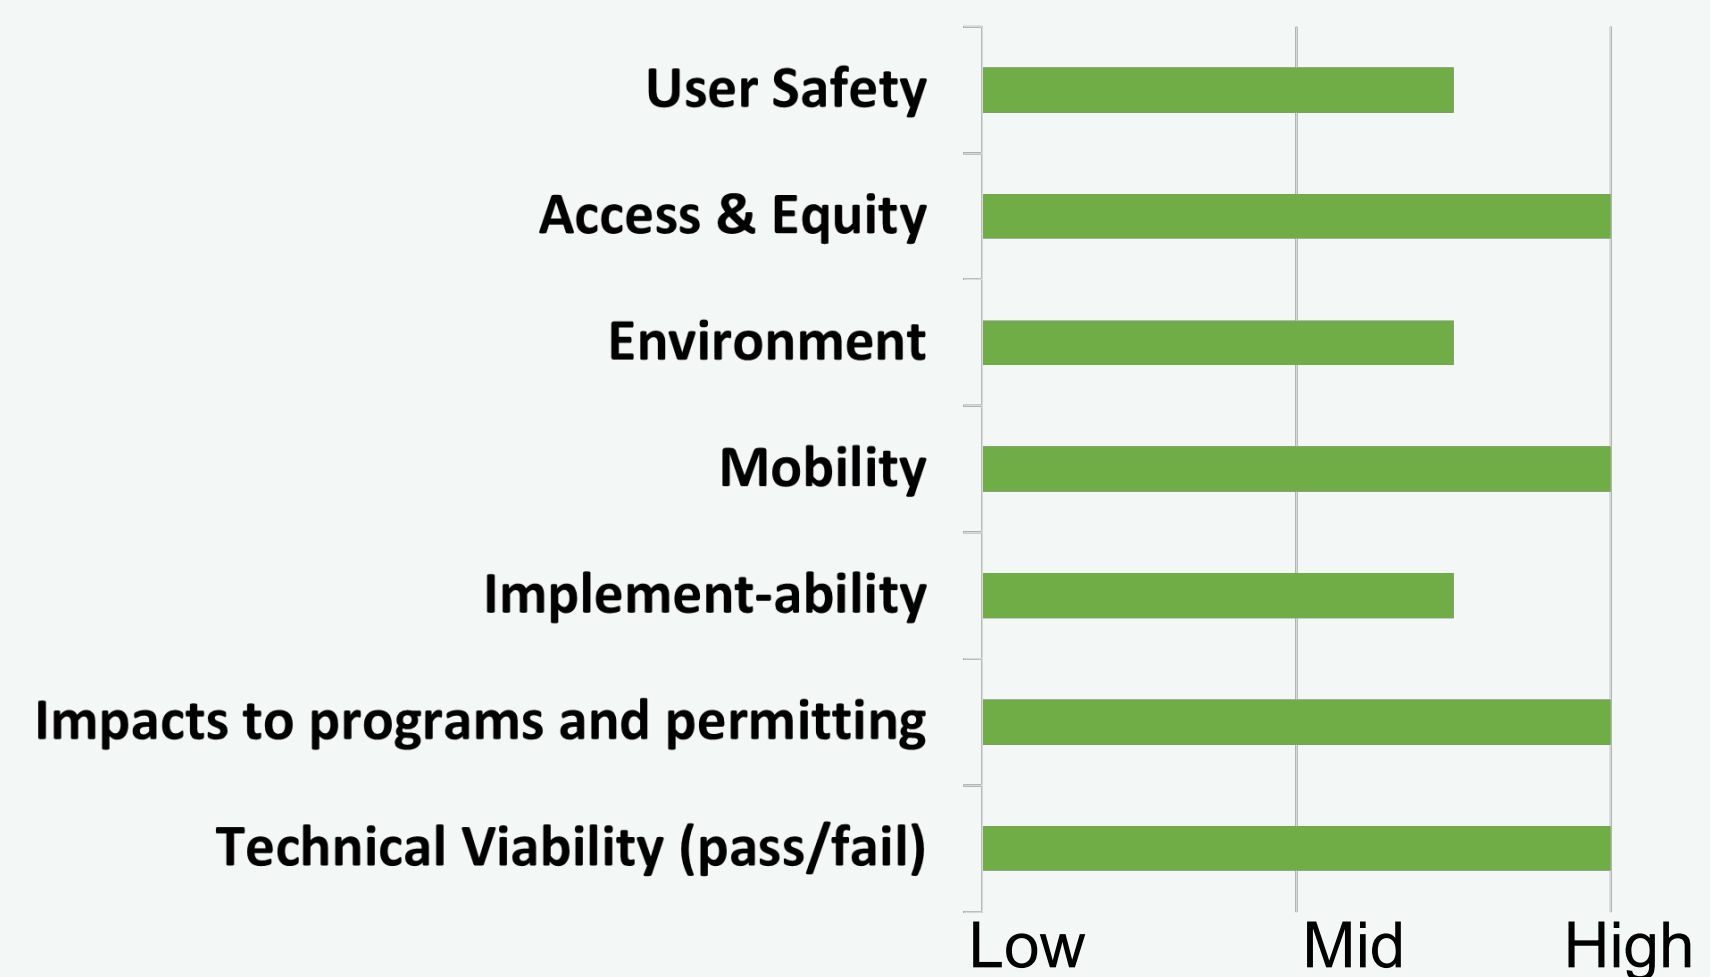 User Safety
Access & Equity
Environment
Mobility
Implement-ability
Impacts to programs and permitting
Technical Viability (pass/fail)
Low Mid High